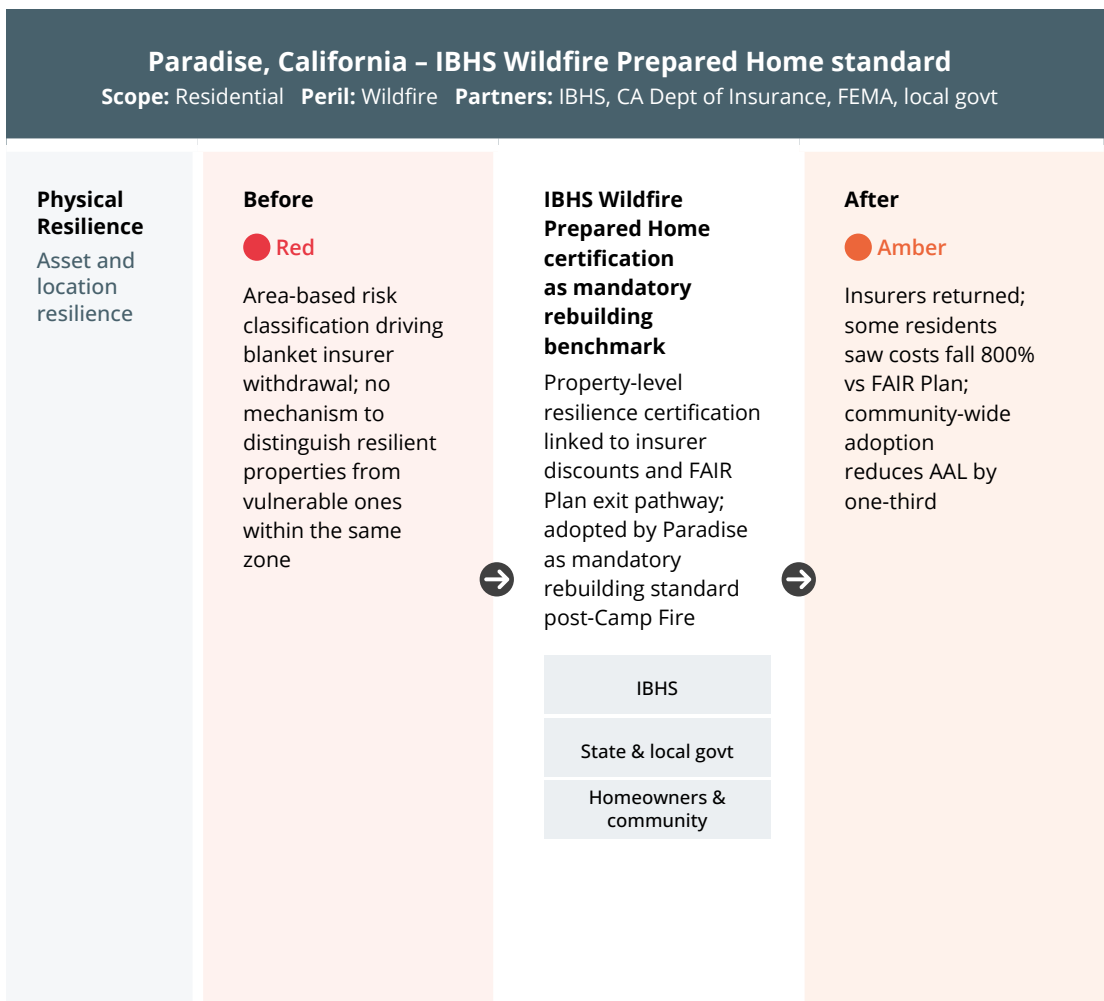 Paradise, California – IBHS Wildfire Prepared Home standard
Scope: Residential Peril: Wildfire Partners: IBHS, CA Dept of Insurance, FEMA, local govt
Physical
Resilience
Asset and
location
resilience
Before
Red
Area-based risk
classification driving
blanket insurer
withdrawal; no
mechanism to
distinguish resilient
properties from
vulnerable ones
within the same
zone
IBHS Wildfire
Prepared Home
certification
as mandatory
rebuilding
benchmark
Property-level
resilience certification
linked to insurer
discounts and FAIR
Plan exit pathway;
adopted by Paradise
as mandatory
rebuilding standard
post-Camp Fire
IBHS
State & local govt
Homeowners &
community
After
Amber
Insurers returned;
some residents
saw costs fall 800%
vs FAIR Plan;
community-wide
adoption
reduces AAL by
one-third